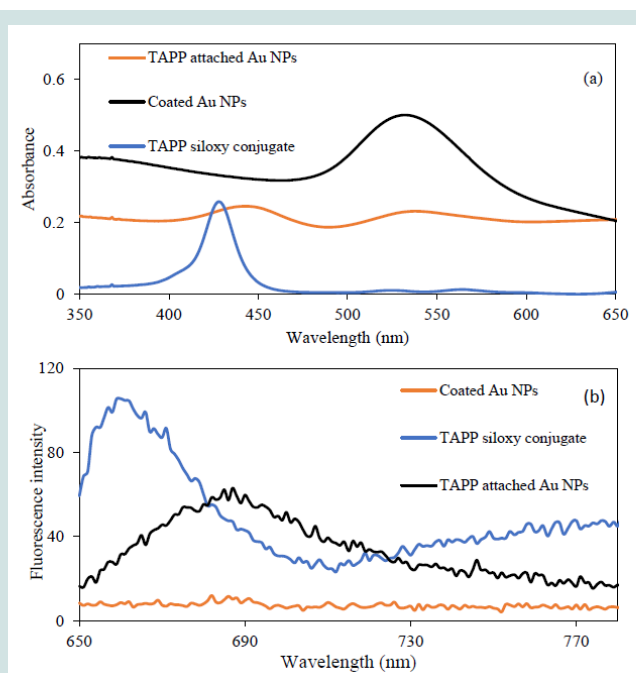 TAPP attached Au NPs
(a)
0.6
Coated Au NPs
0.4
TAPP siloxy conjugate
Absorbance
0.2
0
350 400 450 500 550 600 650
Wavelength (nm)
120
Coated Au NPs
(b)
80
TAPP siloxy conjugate
TAPP attached Au NPs
Fluorescence intensity
40
0
650 690 730 770
Wavelength (nm)